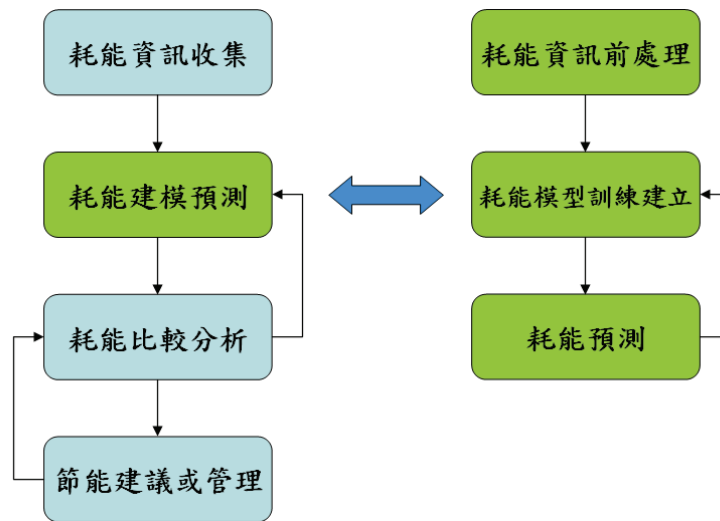 耗能資訊收集
耗能建模預測
耗能比較分析
節能建議或管理
耗能資訊前處理
耗能模型訓練建立
耗能預測